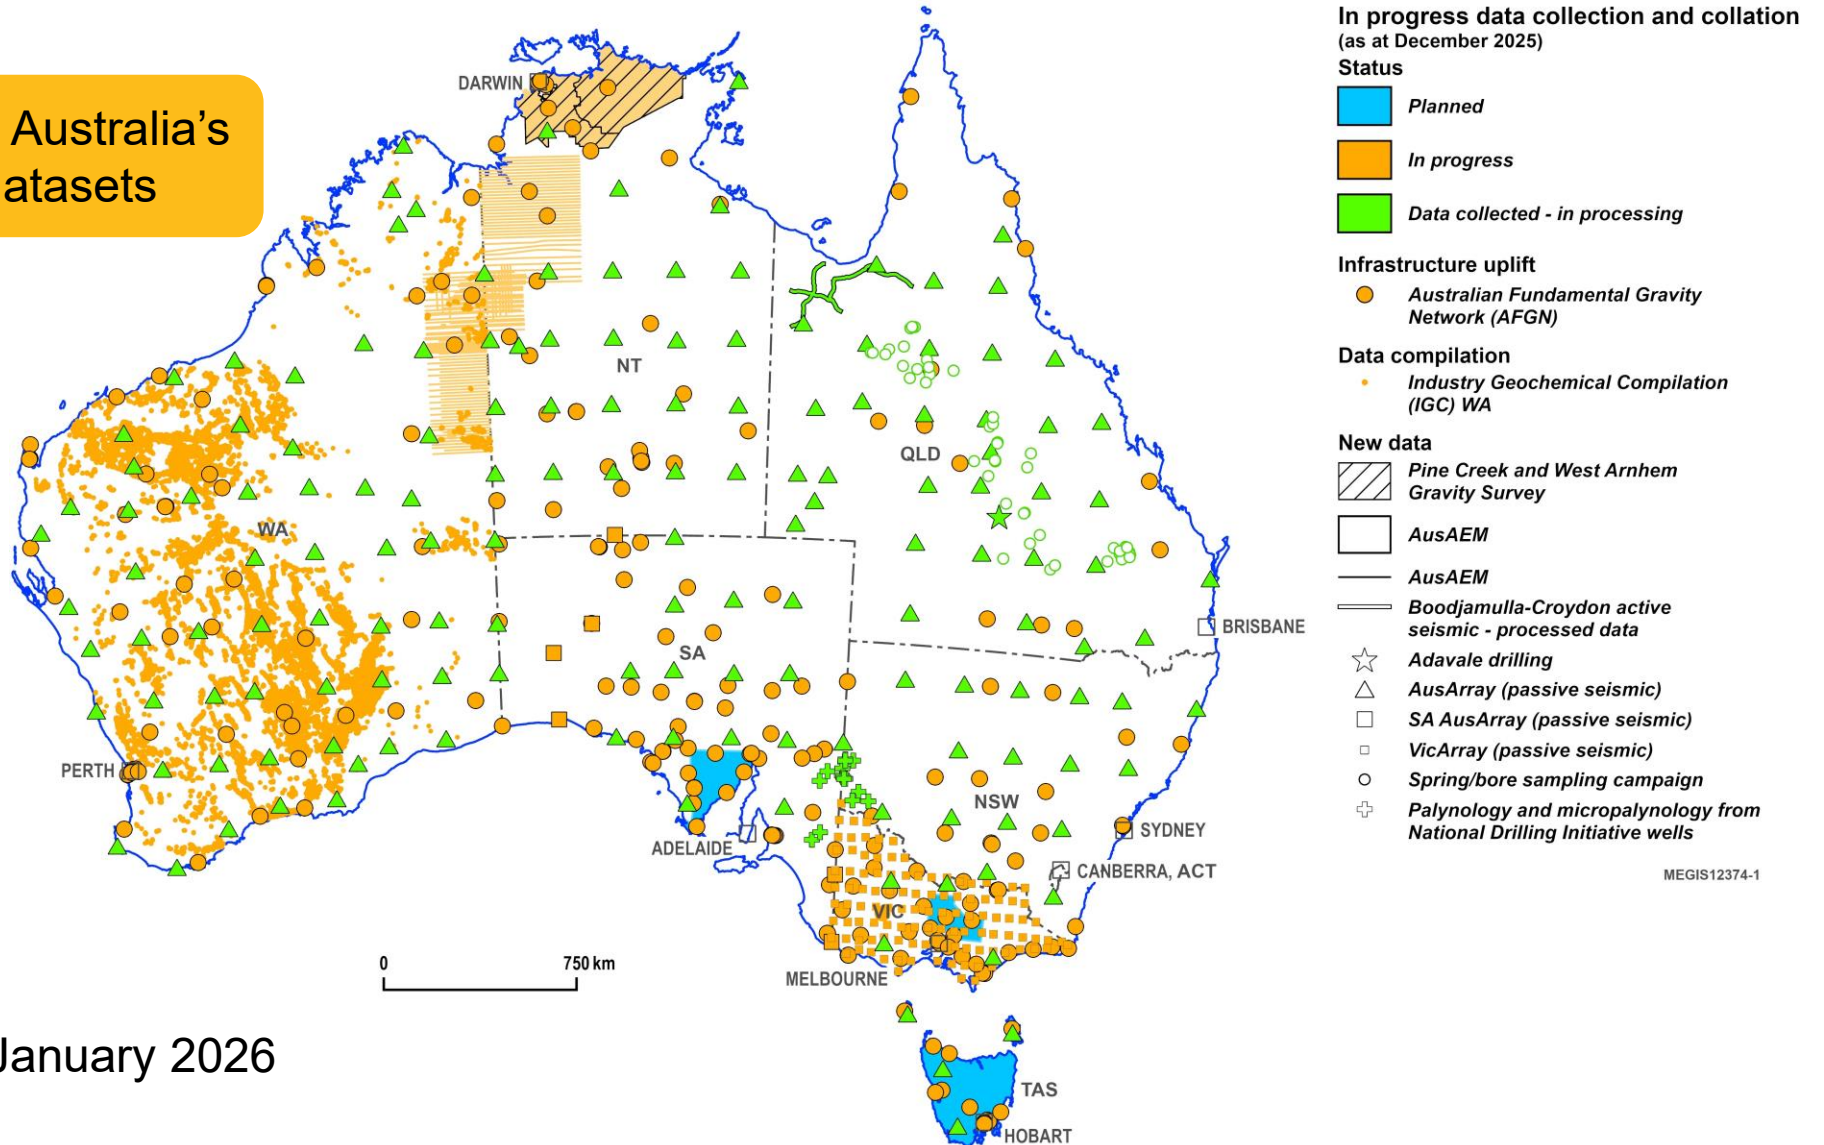 Australia's
atasets
January 2026
DARWIN
NT
QLD
WA
SA
BRISBANE
PERTH
NSW
ADELAIDE
SYDNEY
CANBERRA, ACT
VIC
MELBOURNE
0 750 km
TAS
HOBART
In progress data collection and collation
(as at December 2025)
Status
Planned
In progress
Data collected - in processing
Infrastructure uplift
Australian Fundamental Gravity
Network (AFGN)
Data compilation
Industry Geochemical Compilation
(IGC) WA
New data
Pine Creek and West Arnhem
Gravity Survey
AusAEM
AusAEM
Boodjamulla-Croydon active
seismic - processed data
Adavale drilling
AusArray (passive seismic)
SA AusArray (passive seismic)
VicArray (passive seismic)
Spring/bore sampling campaign
Palynology and micropalynology from
National Drilling Initiative wells
MEGIS12374-1